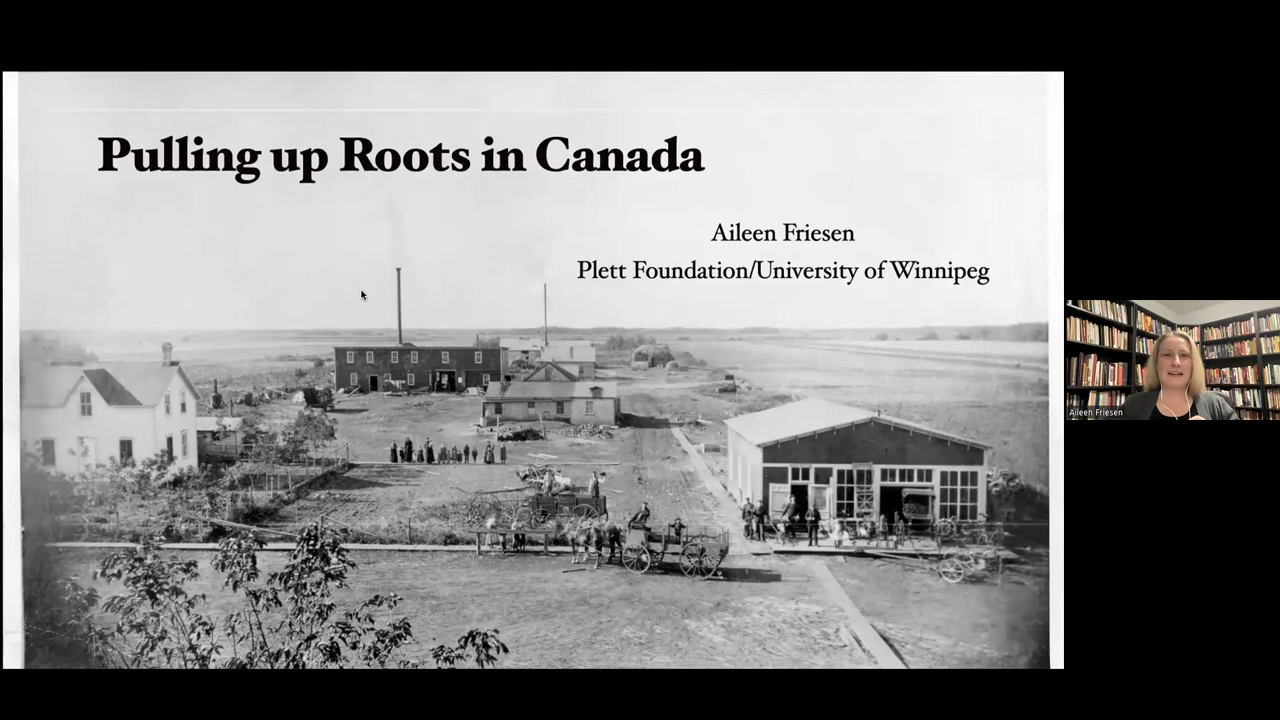 Pulling up Roots in Canada
Aileen Friesen
Plett Foundation/University of Winnipeg
Aileen Friesen